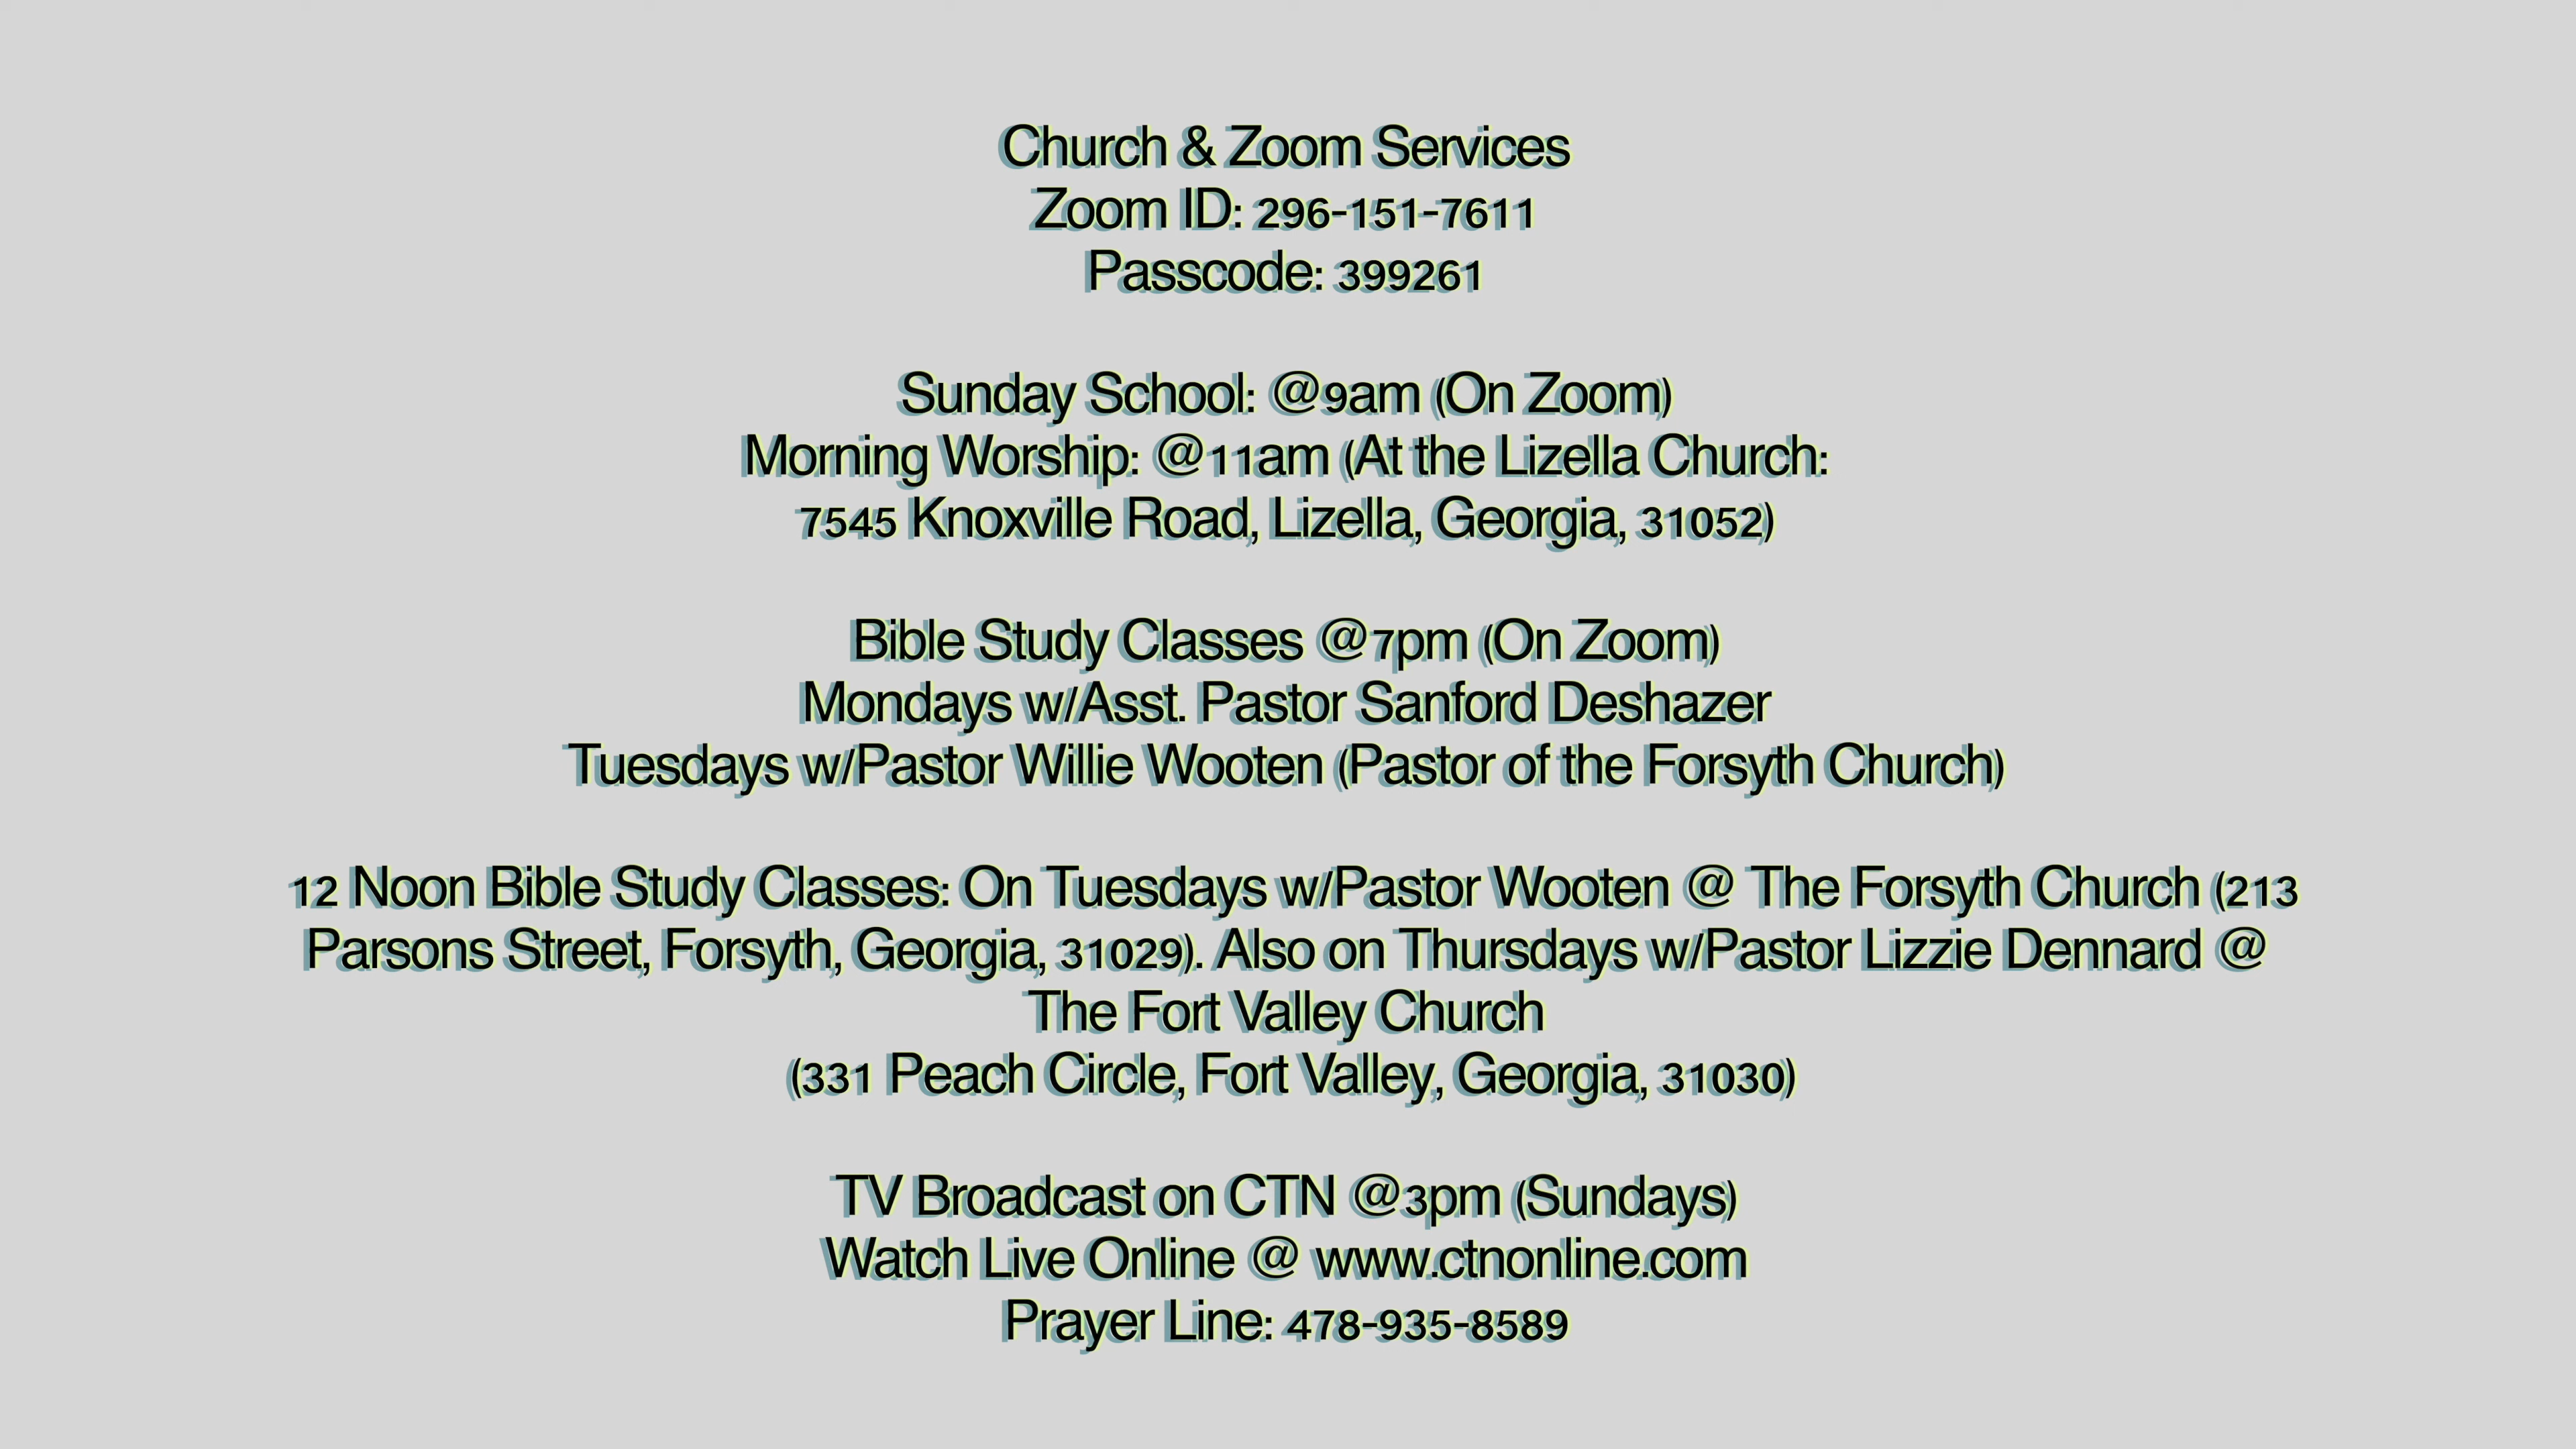 Church & Zoom Services
Zoom ID: 296-151-7611
Passcode: 399261
Sunday School: @9am (On Zoom)
Morning Worship: @11am (At the Lizella Church:
7545 Knoxville Road, Lizella, Georgia, 31052)
Bible Study Classes @7pm (On Zoom)
Mondays w/Asst. Pastor Sanford Deshazer
Tuesdays w/Pastor Willie Wooten (Pastor of the Forsyth Church)
12 Noon Bible Study Classes: On Tuesdays w/Pastor Wooten @ The Forsyth Church (213
Parsons Street, Forsyth, Georgia, 31029). Also on Thursdays w/Pastor Lizzie Dennard @
The Fort Valley Church
(331 Peach Circle, Fort Valley, Georgia, 31030)
TV Broadcast on CTN @3pm (Sundays)
Watch Live Online @ www.ctnonline.com
Prayer Line: 478-935-8589